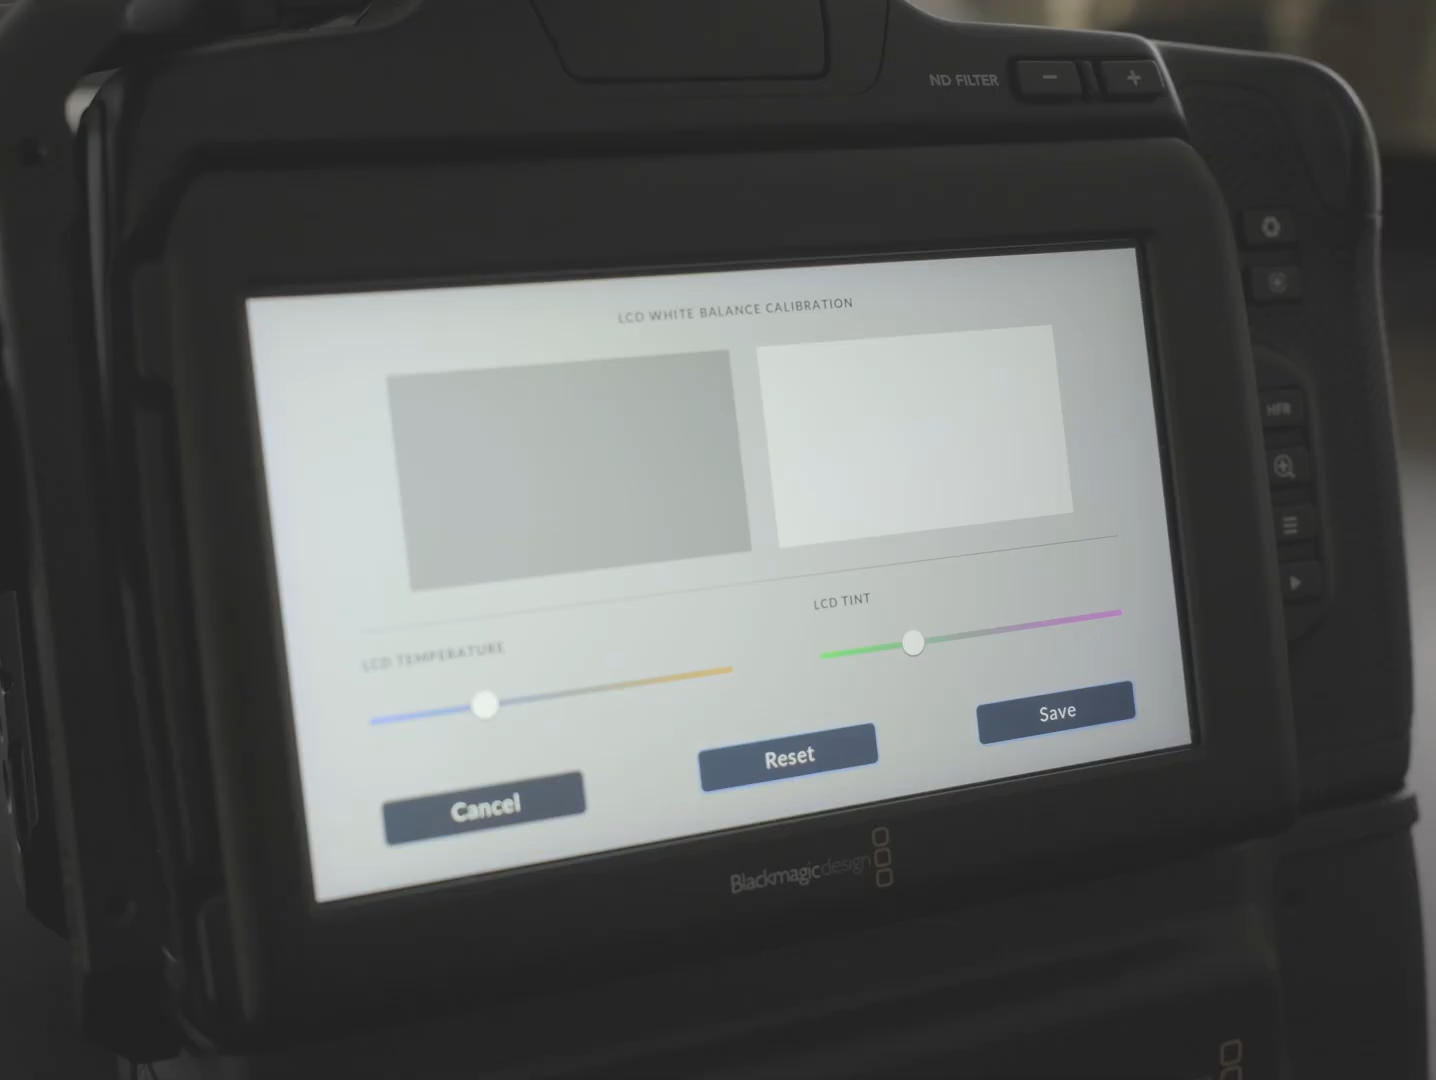 ND FILTER
− +
LCD WHITE BALANCE CALIBRATION
HFR
LCD TINT
LCD TEMPERATURE
Save
Reset
Cancel
Blackmagicdesign